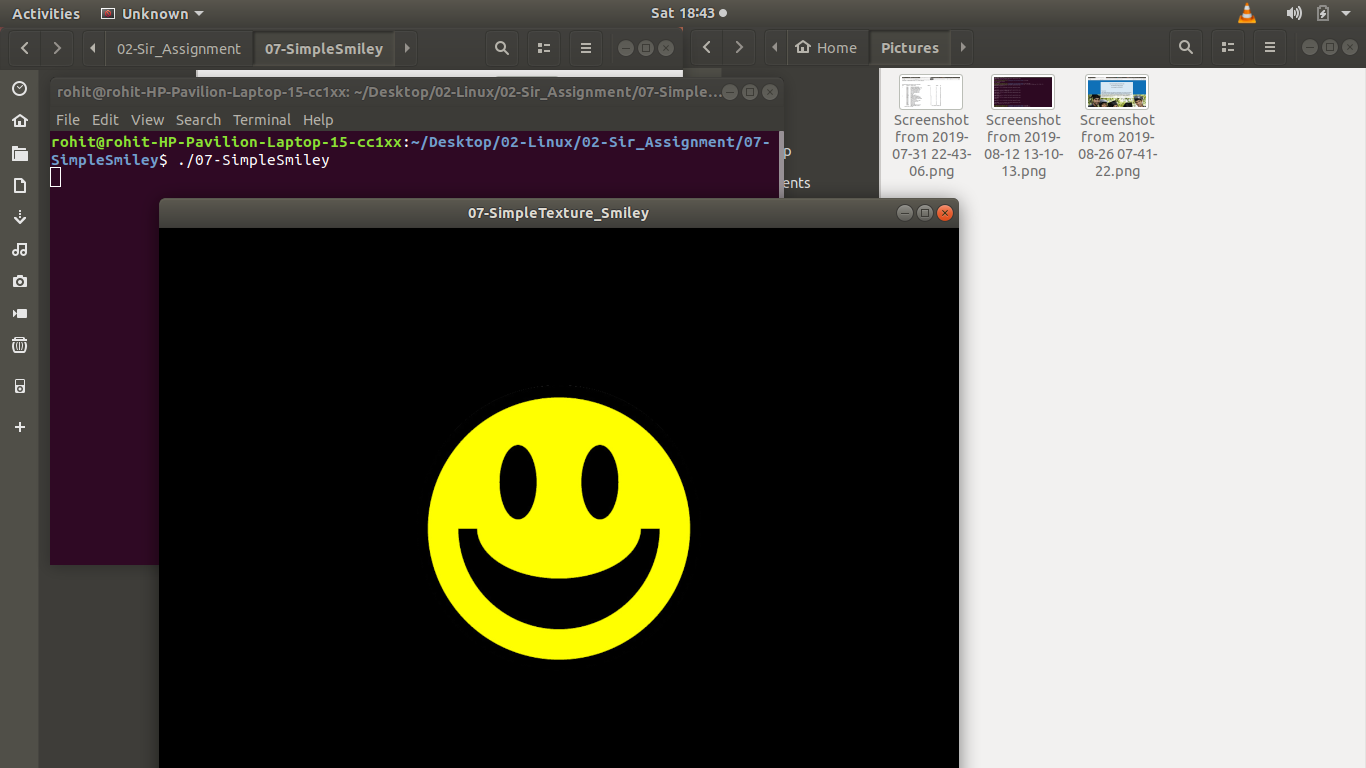 Activities
Unknown
Sat 18:43
02-Sir_Assignment
07-SimpleSmiley
Home
Pictures
rohit@rohit-HP-Pavilion-Laptop-15-cc1xx: ~/Desktop/02-Linux/02-Sir_Assignment/07-Simple...
File Edit View Search Terminal Help
rohit@rohit-HP-Pavilion-Laptop-15-cc1xx:~/Desktop/02-Linux/02-Sir_Assignment/07-
SimpleSmiley$ ./07-SimpleSmiley
07-SimpleTexture_Smiley
Screenshot
from 2019-
07-31 22-43-
06.png
Screenshot
from 2019-
08-12 13-10-
13.png
Screenshot
from 2019-
08-26 07-41-
22.png